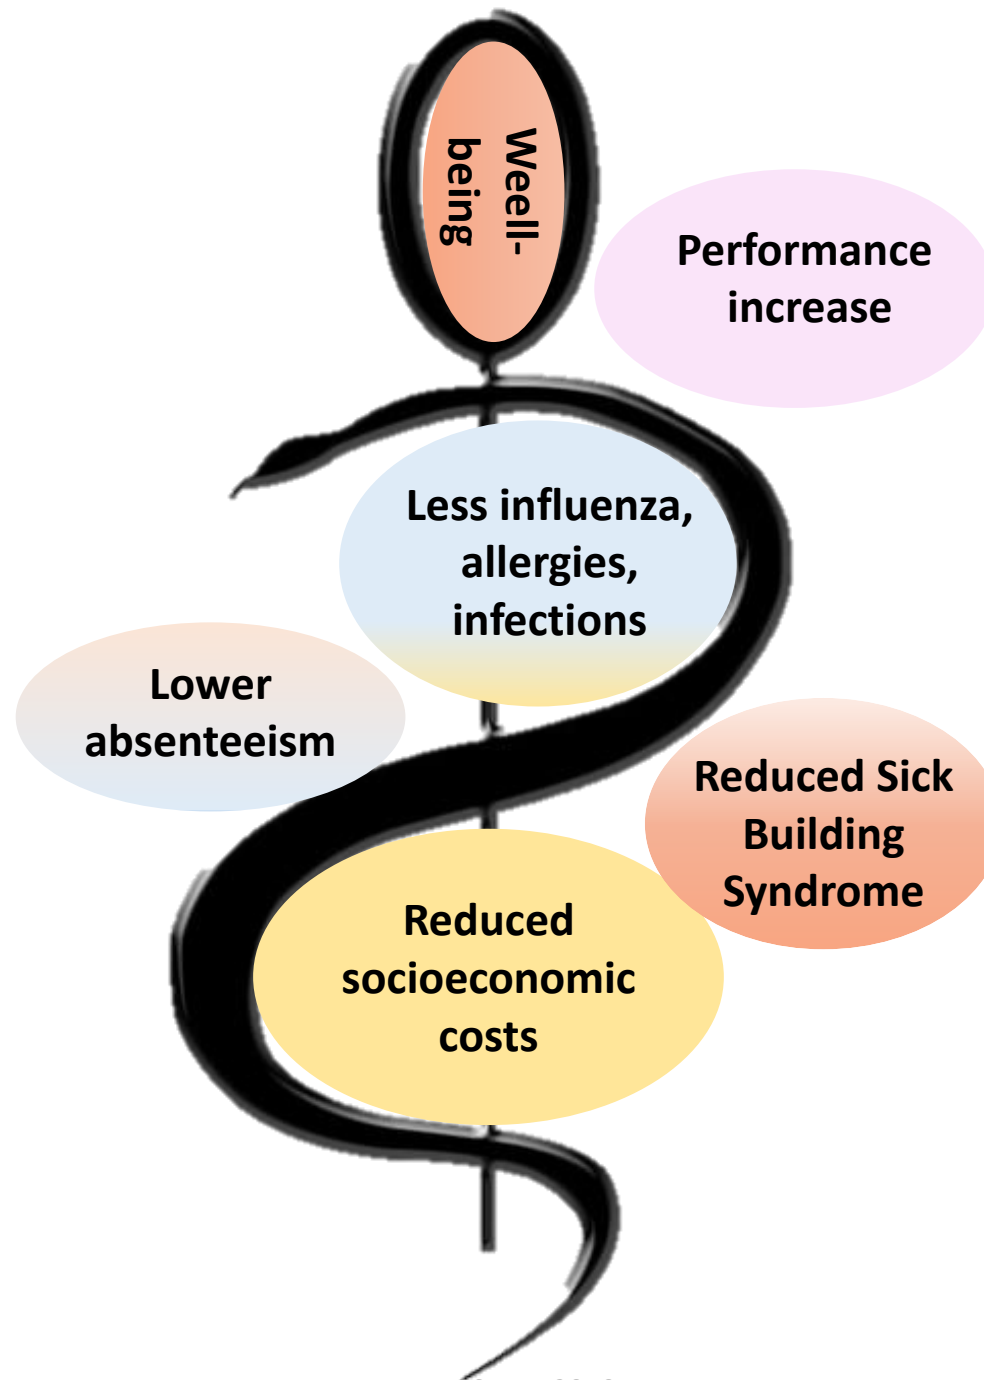 Weell-
being
Performance
increase
Less influenza,
allergies,
infections
Lower
absenteeism
Reduced Sick
Building
Syndrome
Reduced
socioeconomic
costs